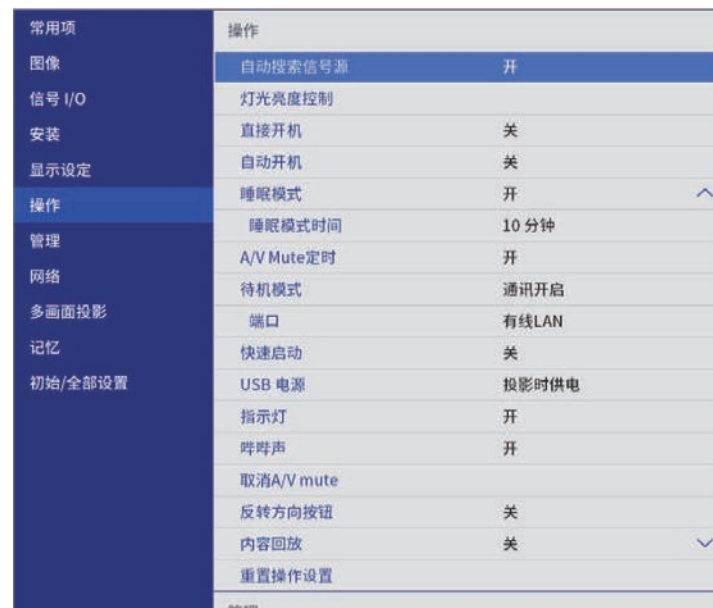 常用项
图像
信号 I/O
安装
显示设定
操作
管理
网络
多画面投影
记忆
初始/全部设置
操作
自动搜索信号源 开
灯光亮度控制
直接开机 关
自动开机 关
睡眠模式 开
睡眠模式时间 10 分钟
A/V Mute定时 开
待机模式 通讯开启
端口 有线LAN
快速启动 关
USB 电源 投影时供电
指示灯 开
哔哔声 开
取消A/V mute
反转方向按钮 关
内容回放 关
重置操作设置